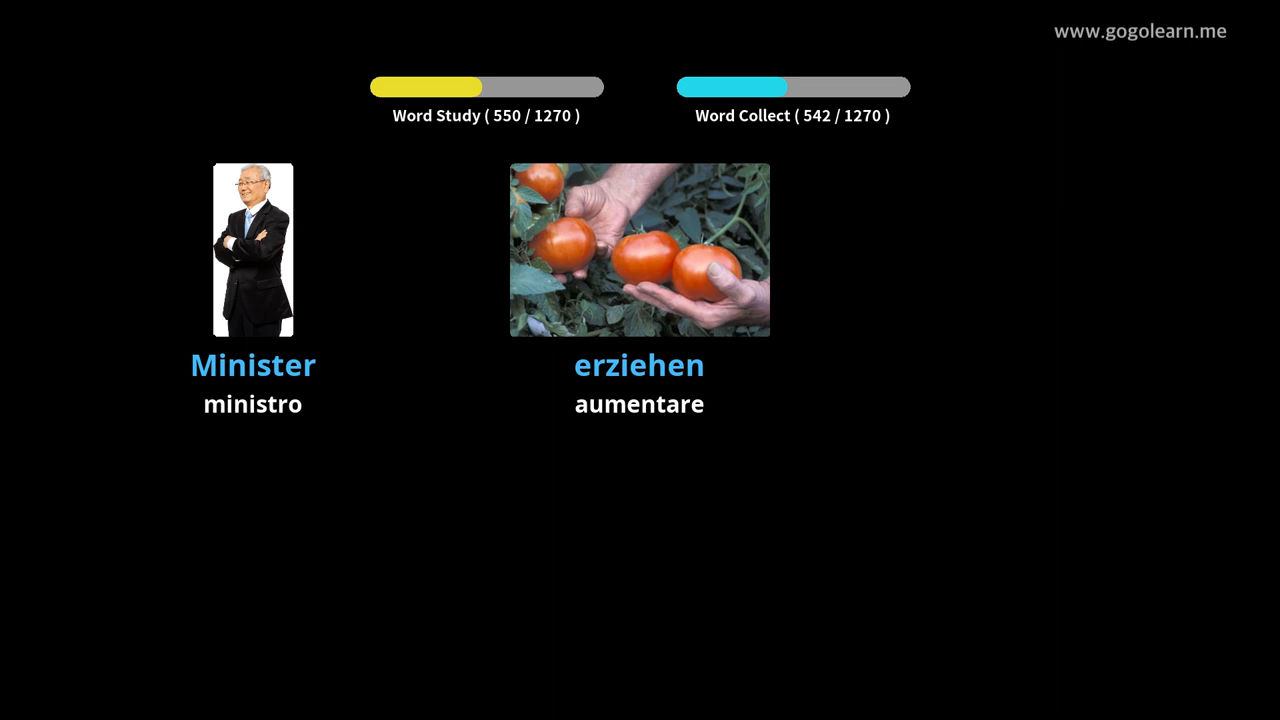 www.gogolearn.me
Word Study ( 550 / 1270 )
Word Collect ( 542 / 1270 )
Minister
ministro
erziehen
aumentare